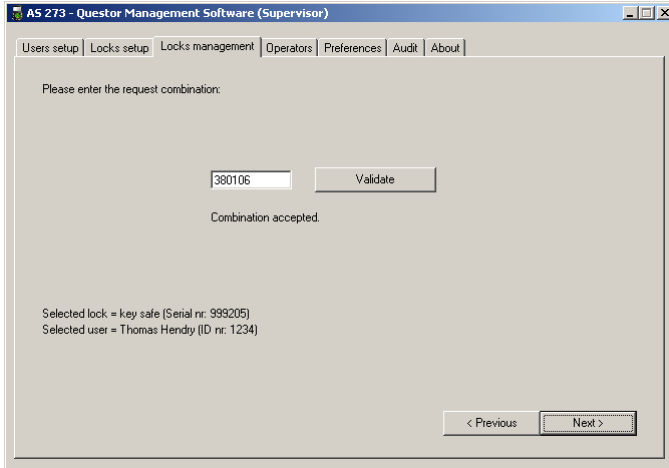 AS 273 - Questor Management Software (Supervisor)
Users setup Locks setup Locks management Operators Preferences Audit About
Please enter the request combination:
380106 Validate
Combination accepted.
Selected lock = key safe (Serial nr: 999205)
Selected user = Thomas Hendry (ID nr: 1234)
< Previous Next >